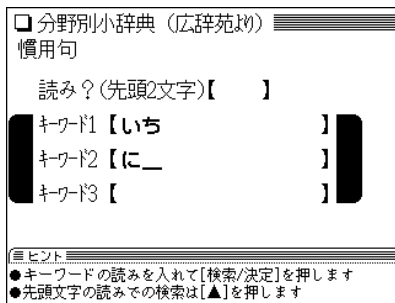 分野別小辞典（広辞苑より）
慣用句
読み？(先頭2文字)【　　】
キーワード1【いち　　　　】
キーワード2【に_　　　　】
キーワード3【　　　　】
ヒント
●キーワードの読みを入れて[検索/決定]を押します
●先頭文字の読みでの検索は[▲]を押します